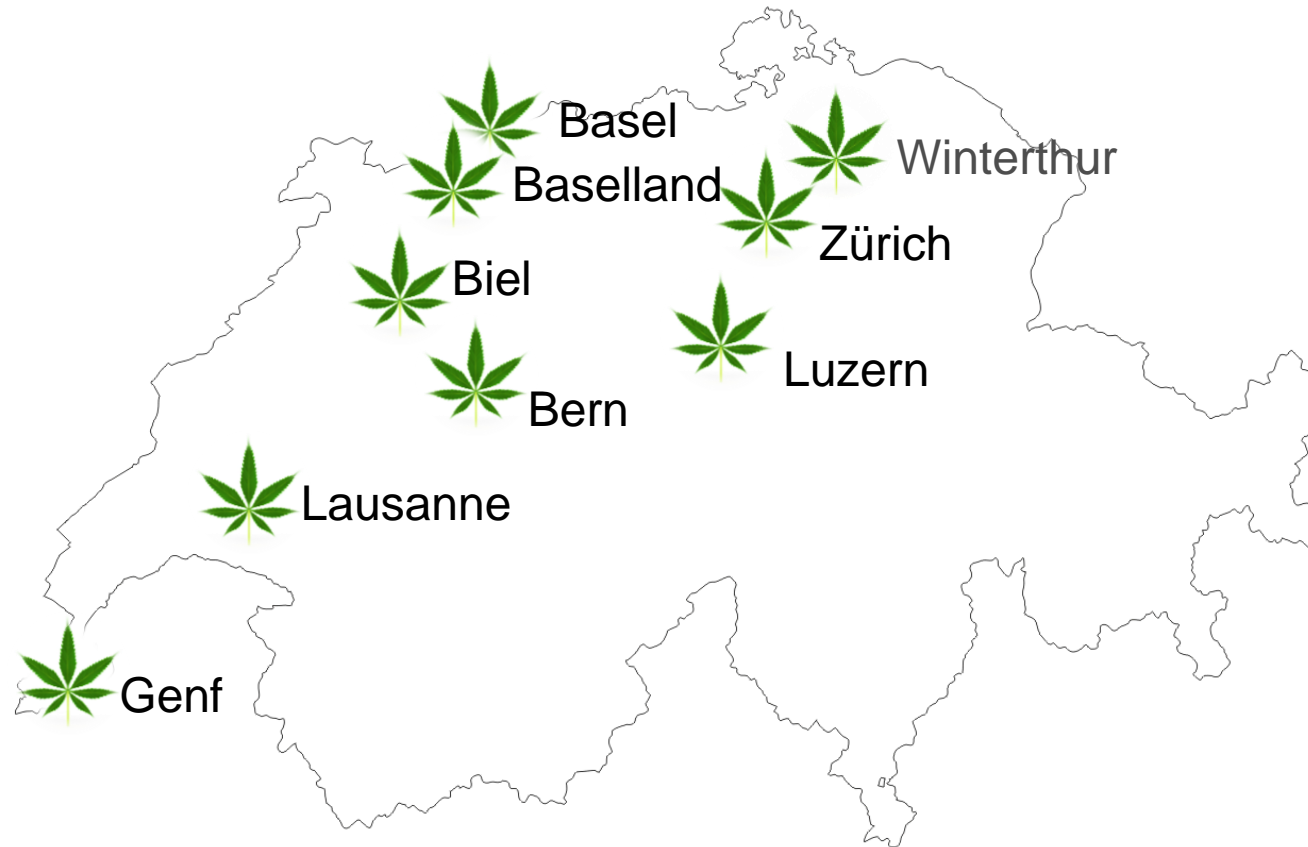 Basel
Winterthur
Baselland
Zürich
Biel
Luzern
Bern
Lausanne
Genf